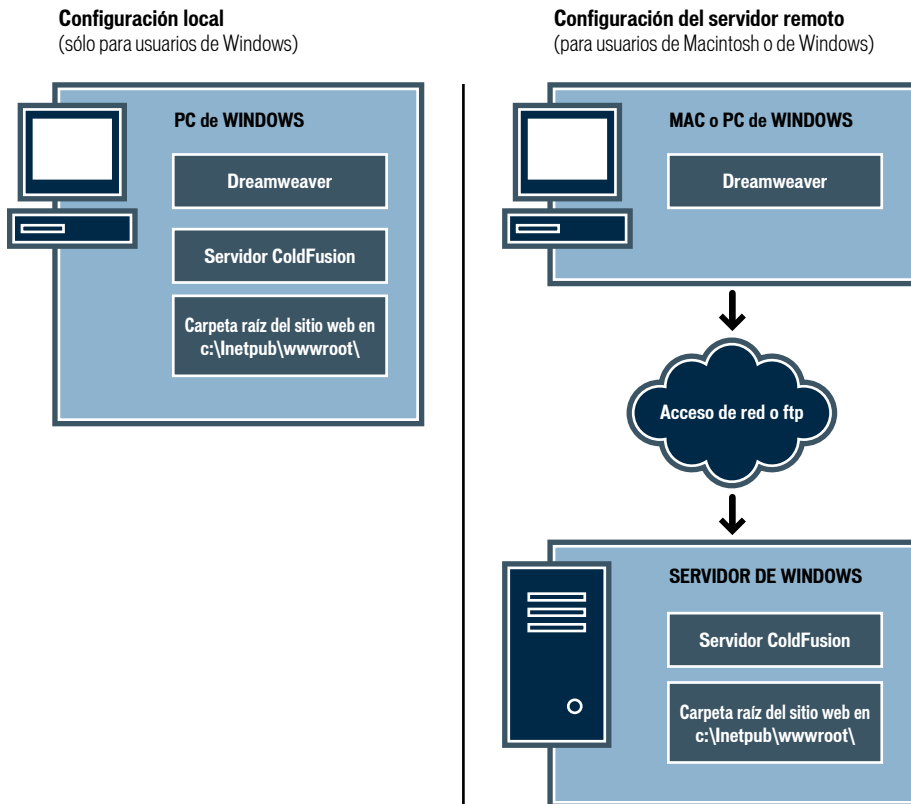 Configuración local
(sólo para usuarios de Windows)
PC de WINDOWS
Dreamweaver
Servidor ColdFusion
Carpeta raíz del sitio web en
c:\Inetpub\wwwroot\
Configuración del servidor remoto
(para usuarios de Macintosh o de Windows)
MAC o PC de WINDOWS
Dreamweaver
Acceso de red o ftp
SERVIDOR DE WINDOWS
Servidor ColdFusion
Carpeta raíz del sitio web en
c:\Inetpub\wwwroot\